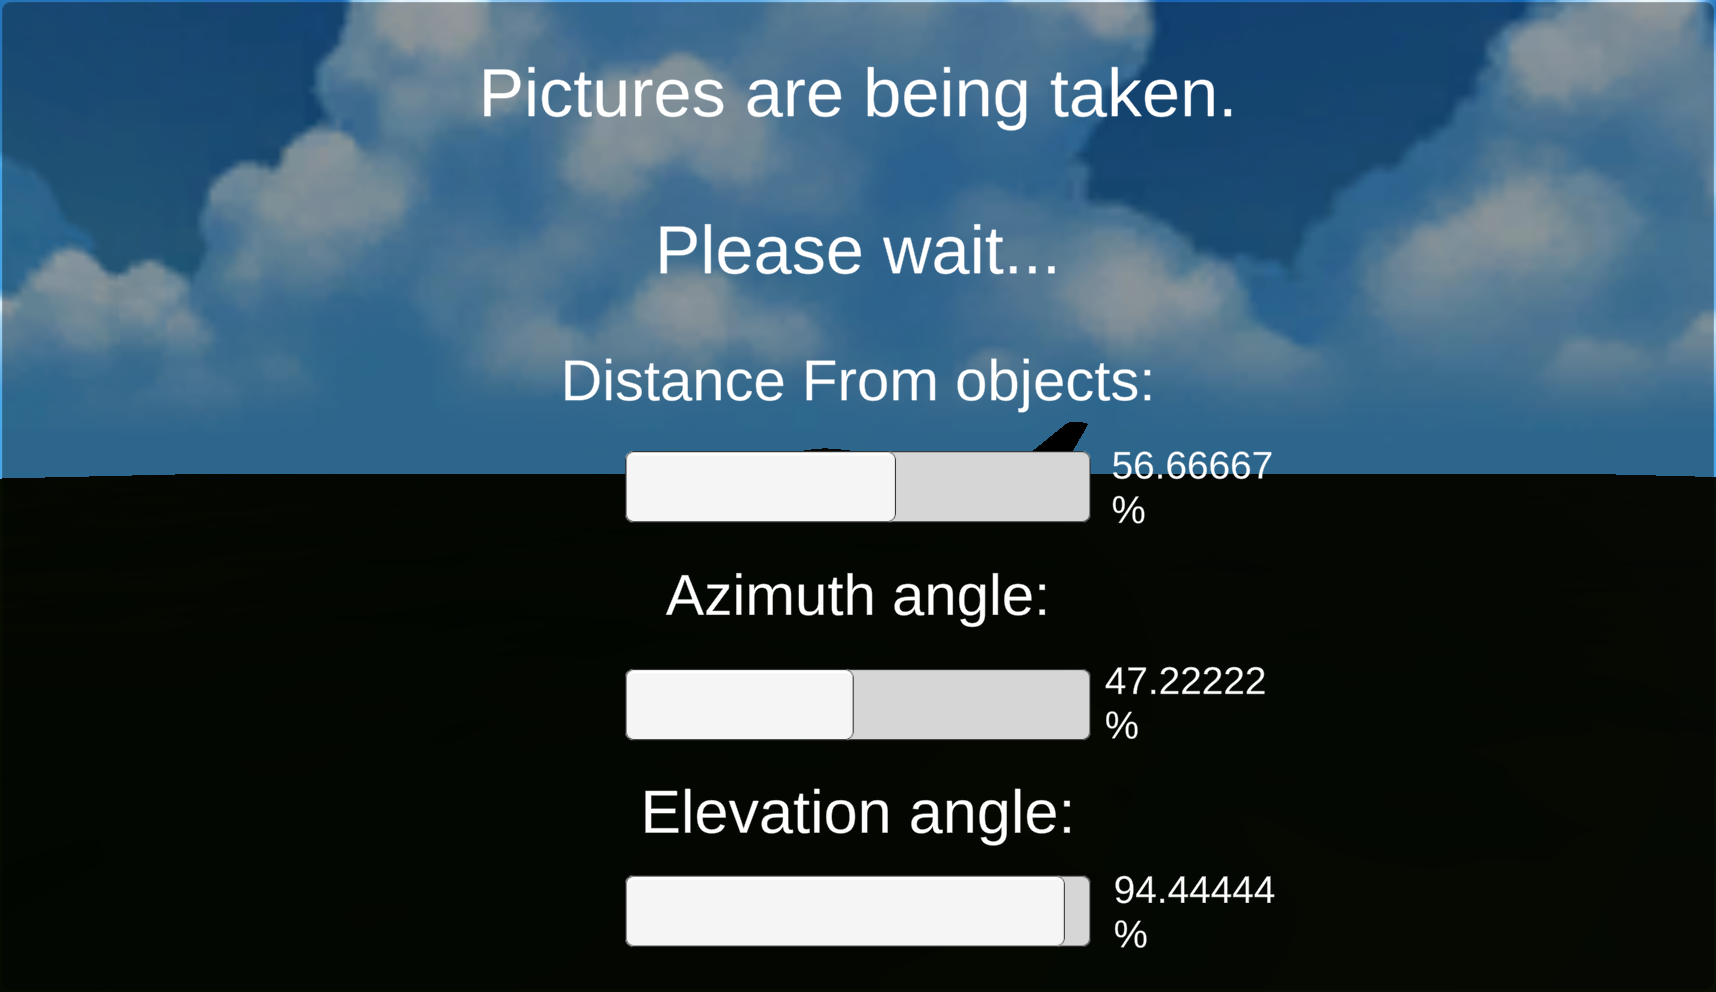 Pictures are being taken.
Please wait...
Distance From objects:
56.66667
%
Azimuth angle:
47.22222
%
Elevation angle:
94.44444
%